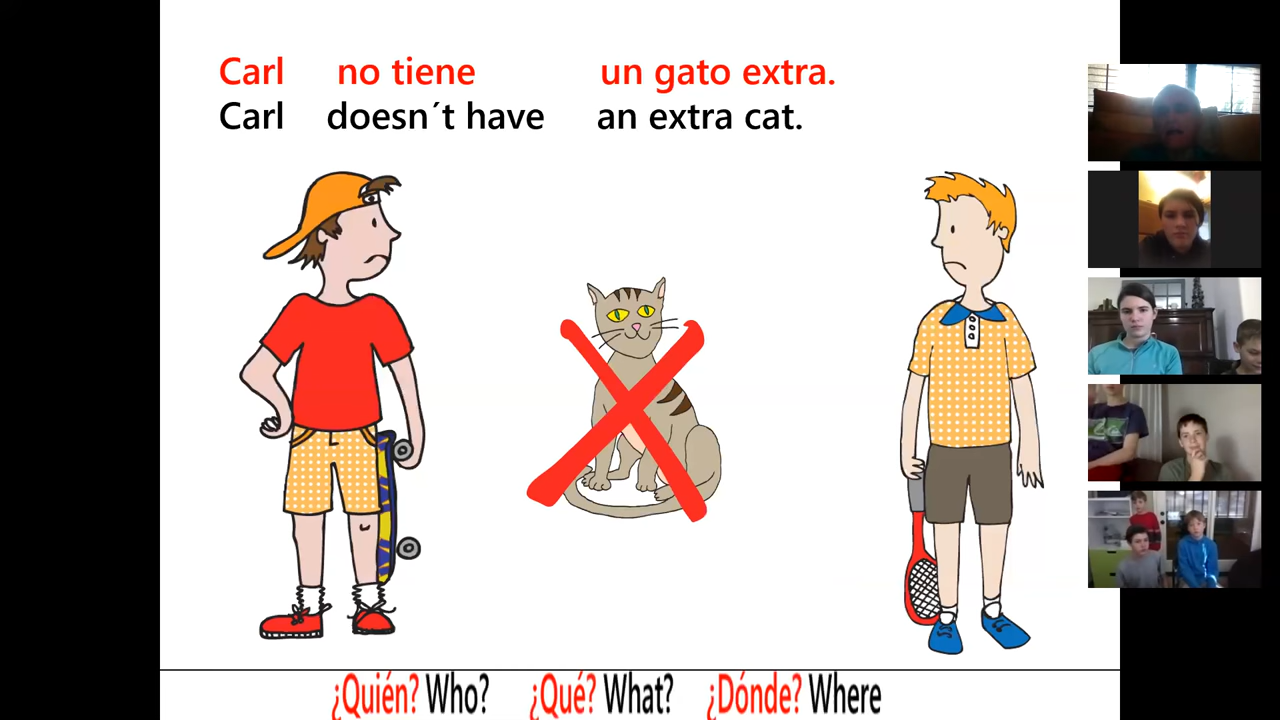 Carl no tiene un gato extra.
Carl doesn´t have an extra cat.
¿Quién? Who? ¿Qué? What? ¿Dónde? Where